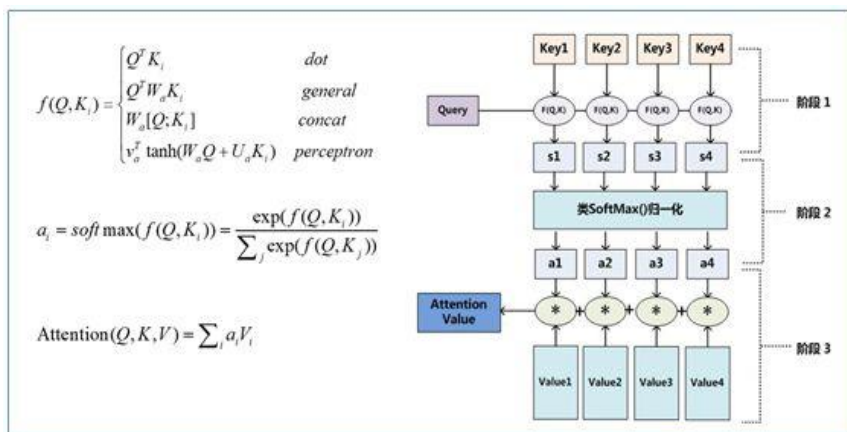 f(Q,K_i) = { Q^T K_i dot
Q^T W_a K_i general
W_a[Q;K_i] concat
v_a^T tanh(W_a Q + U_a K_i) perceptron
a_i = soft max(f(Q,K_i)) = exp(f(Q,K_i)) / ∑_j exp(f(Q,K_j))
Attention(Q,K,V) = ∑_i a_i V_i
Key1 Key2 Key3 Key4
阶段 1
Query F(Q,K) F(Q,K) F(Q,K) F(Q,K)
s1 s2 s3 s4
类SoftMax()归一化
阶段 2
a1 a2 a3 a4
Attention
Value
* + * + * + *
阶段 3
Value1 Value2 Value3 Value4